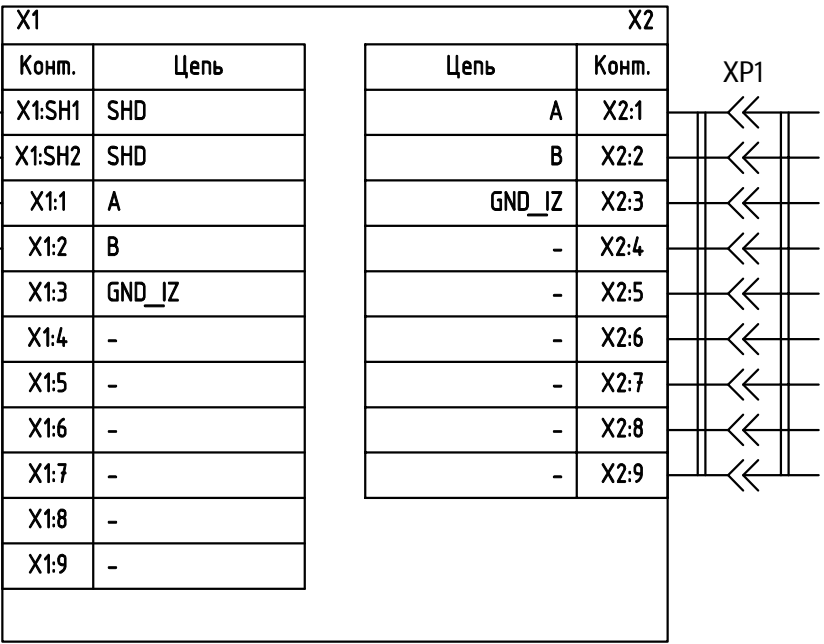 X1 X2
Конт. Цепь Цепь Конт. XP1
X1:SH1 SHD A X2:1
X1:SH2 SHD B X2:2
X1:1 A GND_IZ X2:3
X1:2 B - X2:4
X1:3 GND_IZ - X2:5
X1:4 - - X2:6
X1:5 - - X2:7
X1:6 - - X2:8
X1:7 - - X2:9
X1:8 -
X1:9 -